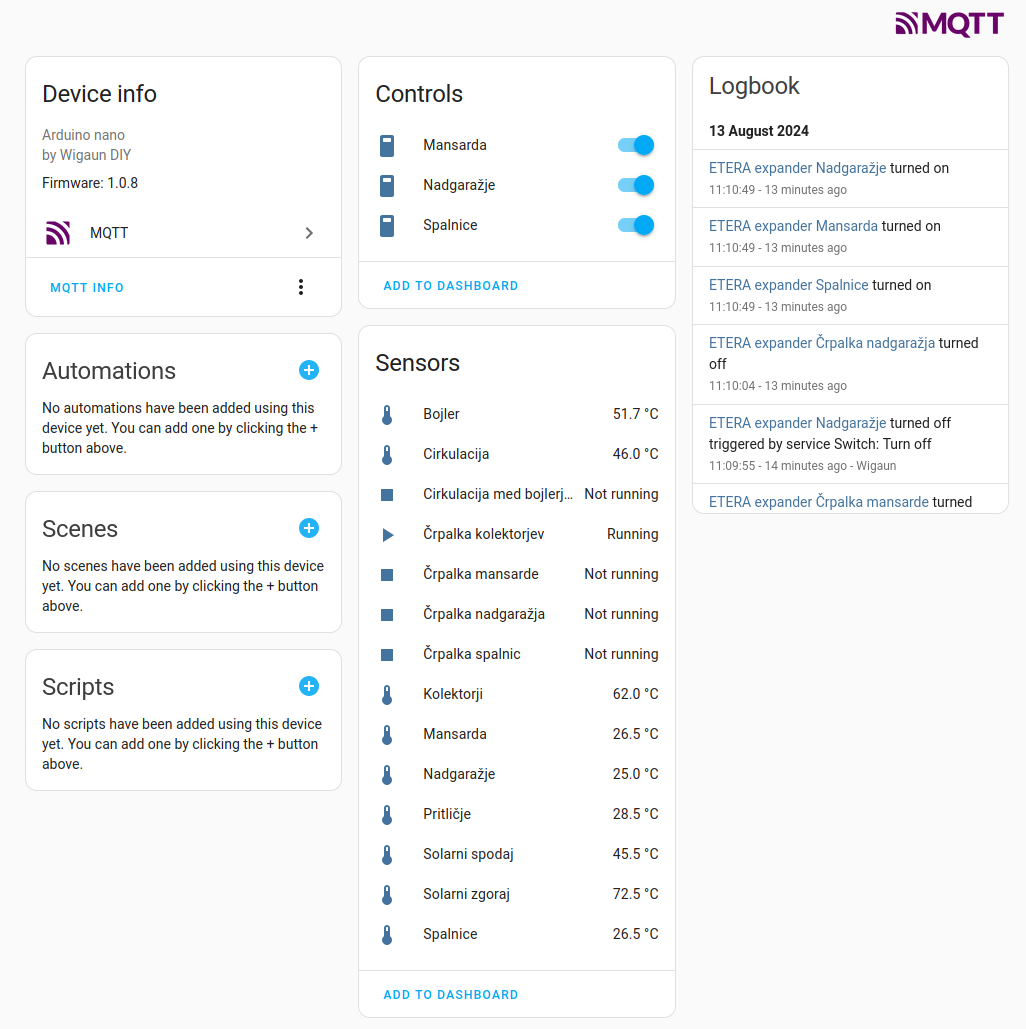 MQTT
Device info
Arduino nano
by Wigaun DIY
Firmware: 1.0.8
MQTT
MQTT INFO
Automations
No automations have been added using this
device yet. You can add one by clicking the +
button above.
Scenes
No scenes have been added using this device
yet. You can add one by clicking the + button
above.
Scripts
No scripts have been added using this device
yet. You can add one by clicking the + button
above.
Controls
Mansarda
Nadgaražje
Spalnice
ADD TO DASHBOARD
Sensors
Bojler 51.7 °C
Cirkulacija 46.0 °C
Cirkulacija med bojlerj... Not running
Črpalka kolektorjev Running
Črpalka mansarde Not running
Črpalka nadgaražja Not running
Črpalka spalnic Not running
Kolektorji 62.0 °C
Mansarda 26.5 °C
Nadgaražje 25.0 °C
Pritličje 28.5 °C
Solarni spodaj 45.5 °C
Solarni zgoraj 72.5 °C
Spalnice 26.5 °C
ADD TO DASHBOARD
Logbook
13 August 2024
ETERA expander Nadgaražje turned on
11:10:49 - 13 minutes ago
ETERA expander Mansarda turned on
11:10:49 - 13 minutes ago
ETERA expander Spalnice turned on
11:10:49 - 13 minutes ago
ETERA expander Črpalka nadgaražja turned
off
11:10:04 - 13 minutes ago
ETERA expander Nadgaražje turned off
triggered by service Switch: Turn off
11:09:55 - 14 minutes ago - Wigaun
ETERA expander Črpalka mansarde turned